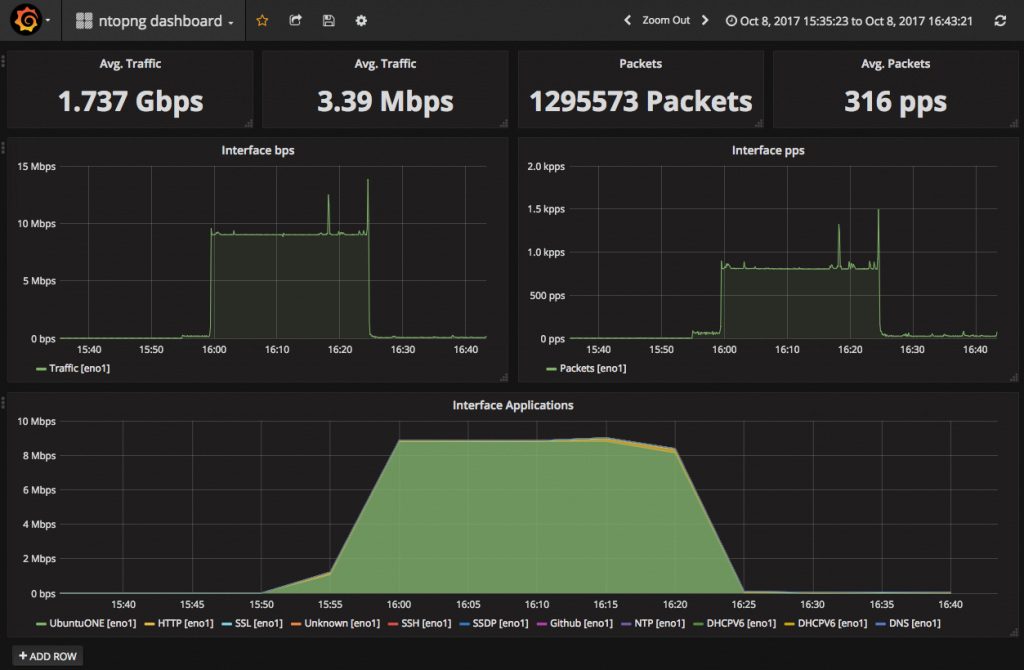 ntopng dashboard Zoom Out Oct 8, 2017 15:35:23 to Oct 8, 2017 16:43:21
Avg. Traffic Avg. Traffic Packets Avg. Packets
1.737 Gbps 3.39 Mbps 1295573 Packets 316 pps
Interface bps
15 Mbps
10 Mbps
5 Mbps
0 bps
15:40 15:50 16:00 16:10 16:20 16:30 16:40
Traffic [eno1]
Interface pps
2.0 kpps
1.5 kpps
1.0 kpps
500 pps
0 pps
15:40 15:50 16:00 16:10 16:20 16:30 16:40
Packets [eno1]
Interface Applications
10 Mbps
8 Mbps
6 Mbps
4 Mbps
2 Mbps
0 bps
15:40 15:45 15:50 15:55 16:00 16:05 16:10 16:15 16:20 16:25 16:30 16:35 16:40
UbuntuONE [eno1] HTTP [eno1] SSL [eno1] Unknown [eno1] SSH [eno1] SSDP [eno1] Github [eno1] NTP [eno1] DHCPV6 [eno1] DHCPV6 [eno1] DNS [eno1]
+ ADD ROW